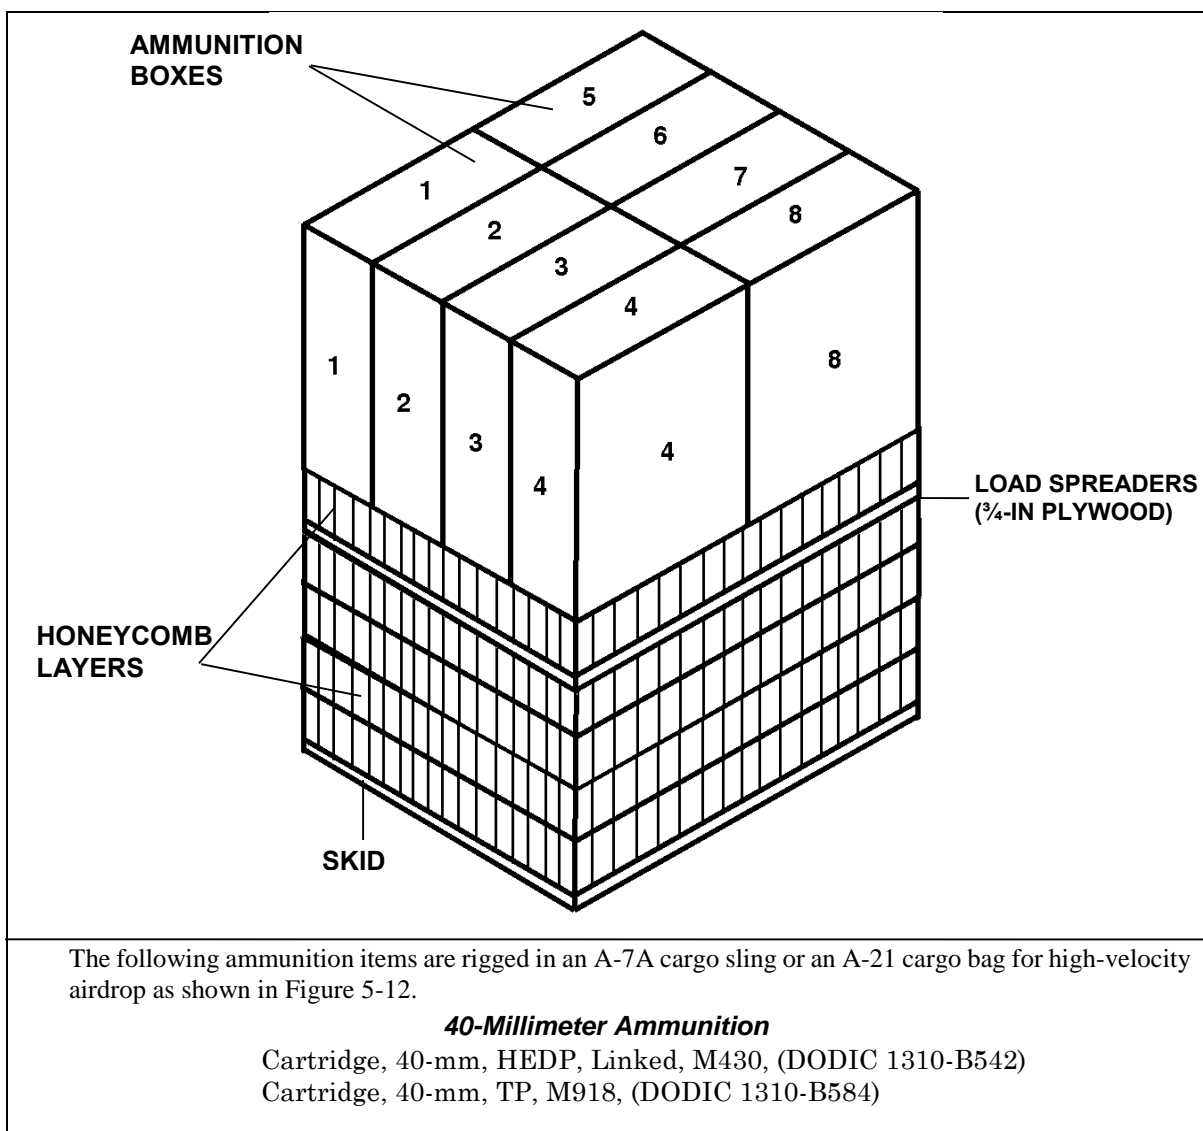 AMMUNITION
BOXES
5
6
7
8
1
2
3
4
1
2
3
4
4
8
LOAD SPREADERS
(¾-IN PLYWOOD)
HONEYCOMB
LAYERS
SKID
The following ammunition items are rigged in an A-7A cargo sling or an A-21 cargo bag for high-velocity
airdrop as shown in Figure 5-12.
40-Millimeter Ammunition
Cartridge, 40-mm, HEDP, Linked, M430, (DODIC 1310-B542)
Cartridge, 40-mm, TP, M918, (DODIC 1310-B584)